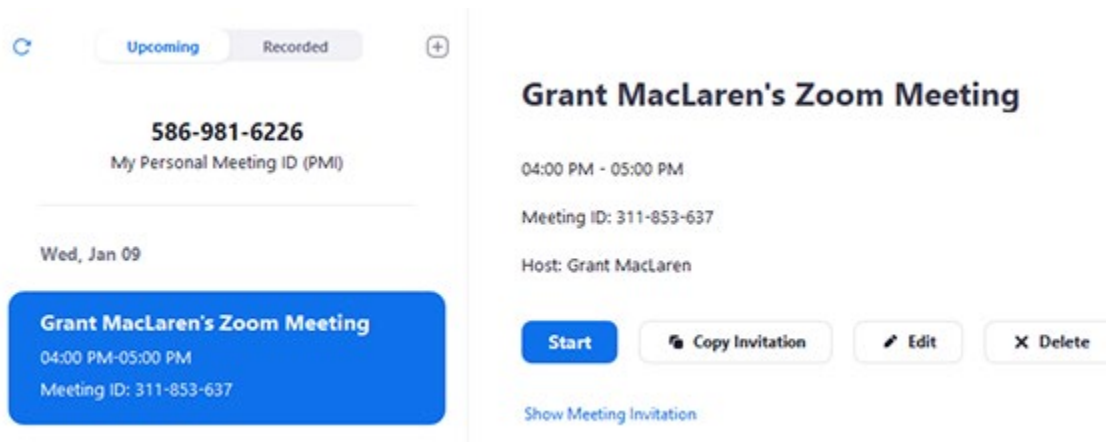 Upcoming
Recorded
586-981-6226
My Personal Meeting ID (PMI)
Wed, Jan 09
Grant MacLaren's Zoom Meeting
04:00 PM-05:00 PM
Meeting ID: 311-853-637
Grant MacLaren's Zoom Meeting
04:00 PM - 05:00 PM
Meeting ID: 311-853-637
Host: Grant MacLaren
Start
Copy Invitation
Edit
Delete
Show Meeting Invitation